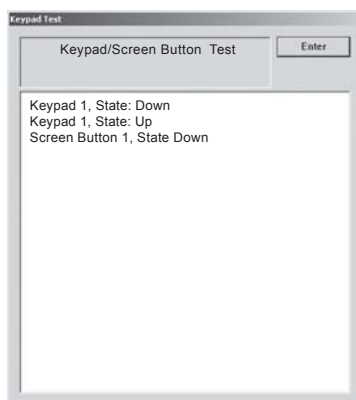 Keypad Test
Keypad/Screen Button Test
Enter
Keypad 1, State: Down
Keypad 1, State: Up
Screen Button 1, State Down